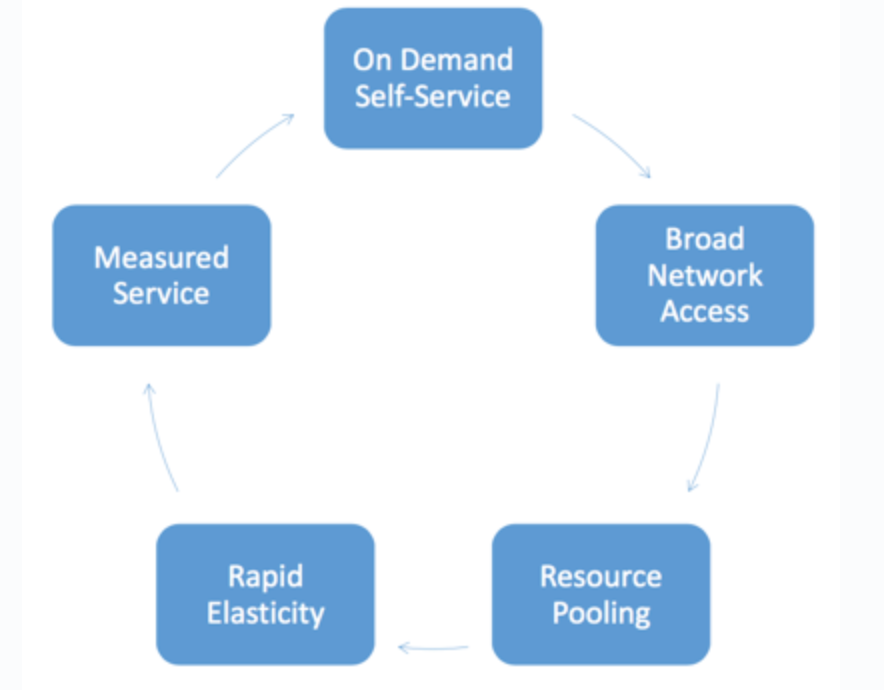 On Demand
Self-Service
Broad
Network
Access
Resource
Pooling
Rapid
Elasticity
Measured
Service